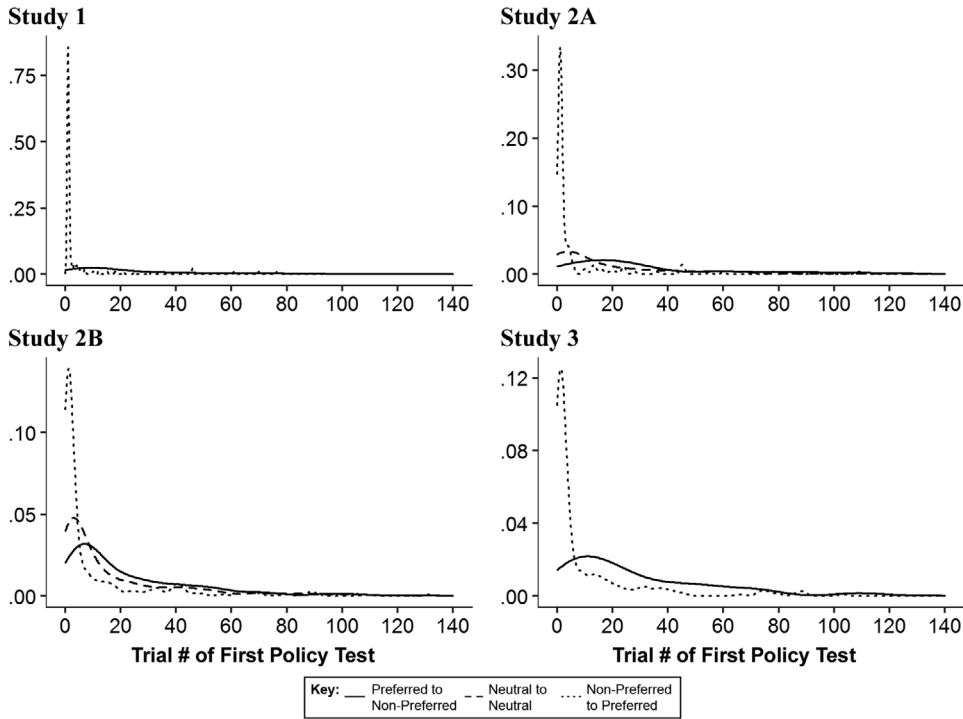 Study 1
.75
.50
.25
.00
0 20 40 60 80 100 120 140
Study 2A
.30
.20
.10
.00
0 20 40 60 80 100 120 140
Study 2B
.10
.05
.00
0 20 40 60 80 100 120 140
Trial # of First Policy Test
Study 3
.12
.08
.04
.00
0 20 40 60 80 100 120 140
Trial # of First Policy Test
Key:
Preferred to
Non-Preferred
Neutral to
Neutral
Non-Preferred
to Preferred